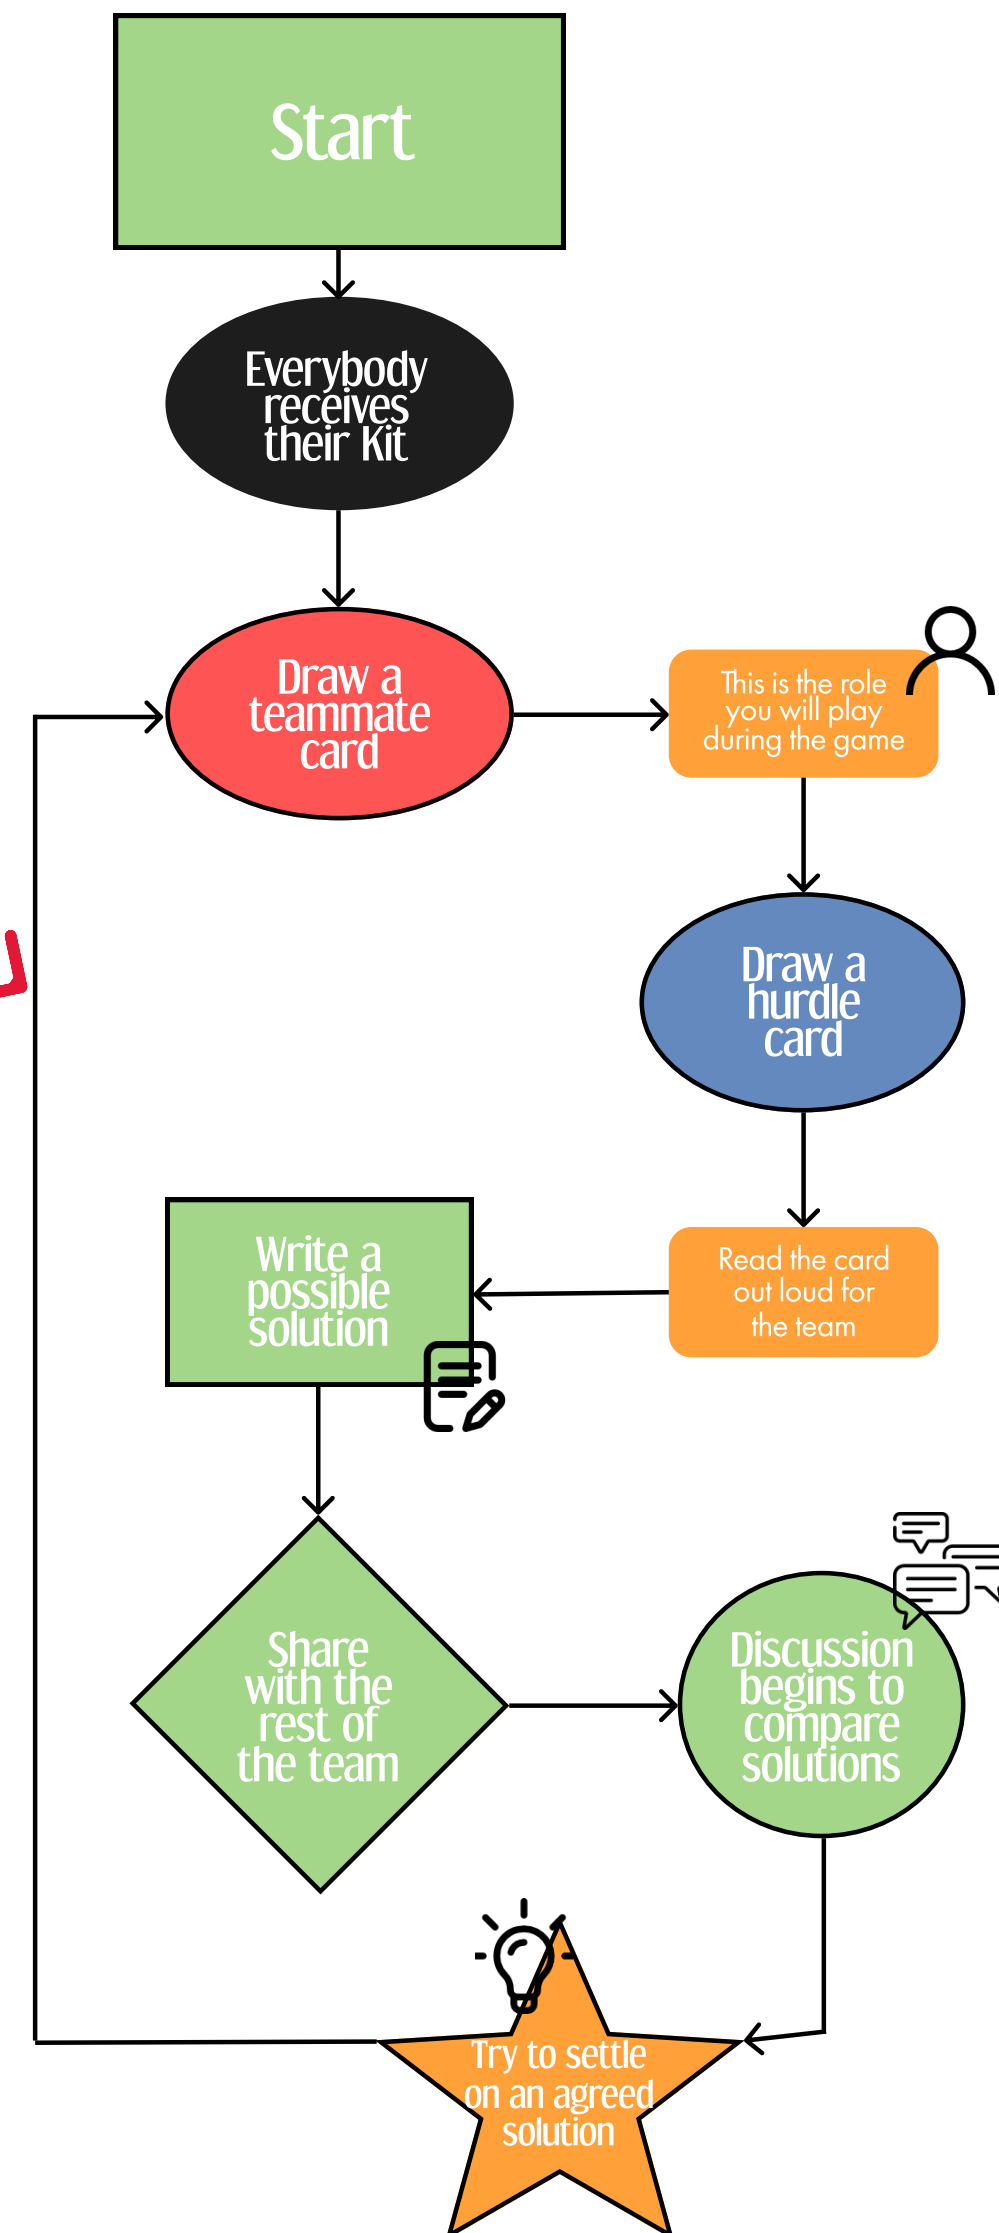 Start
Everybody
receives
their Kit
Draw a
teammate
card
This is the role
you will play
during the game
Draw a
hurdle
card
Read the card
out loud for
the team
Write a
possible
solution
Share
with the
rest of
the team
Discussion
begins to
compare
solutions
Try to settle
on an agreed
solution